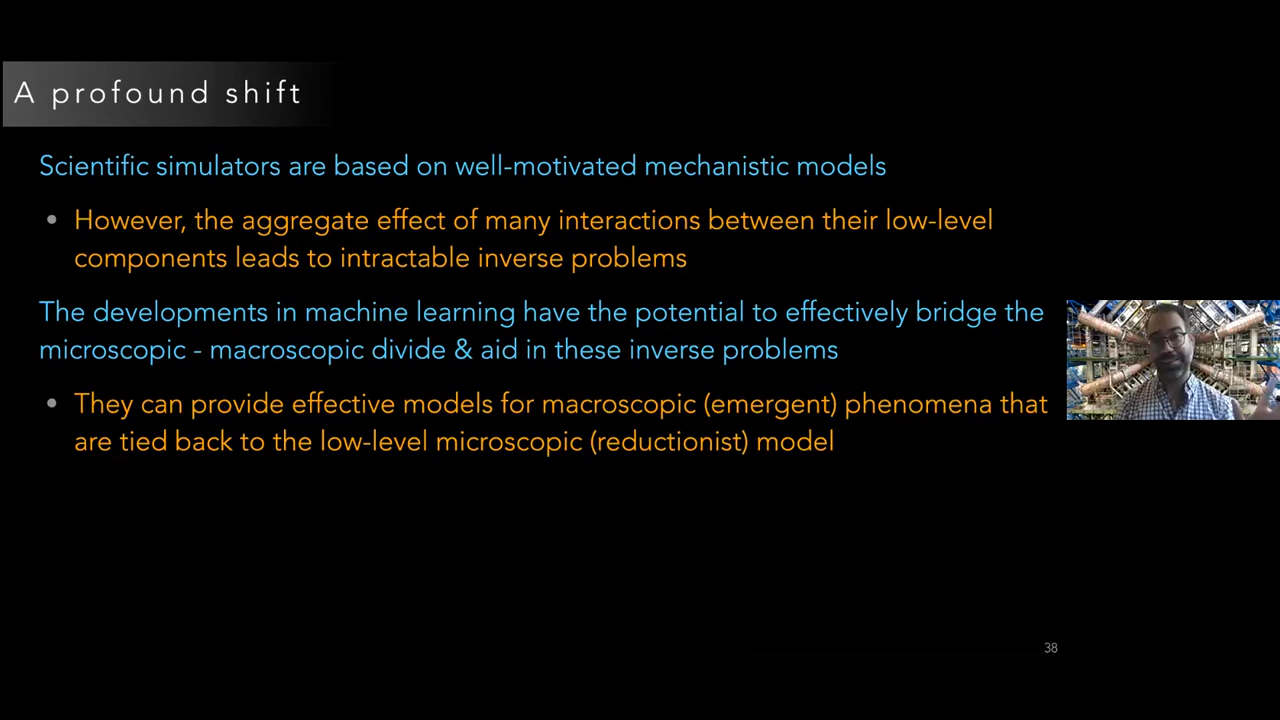 A profound shift
Scientific simulators are based on well-motivated mechanistic models
• However, the aggregate effect of many interactions between their low-level
components leads to intractable inverse problems
The developments in machine learning have the potential to effectively bridge the
microscopic - macroscopic divide & aid in these inverse problems
• They can provide effective models for macroscopic (emergent) phenomena that
are tied back to the low-level microscopic (reductionist) model
38